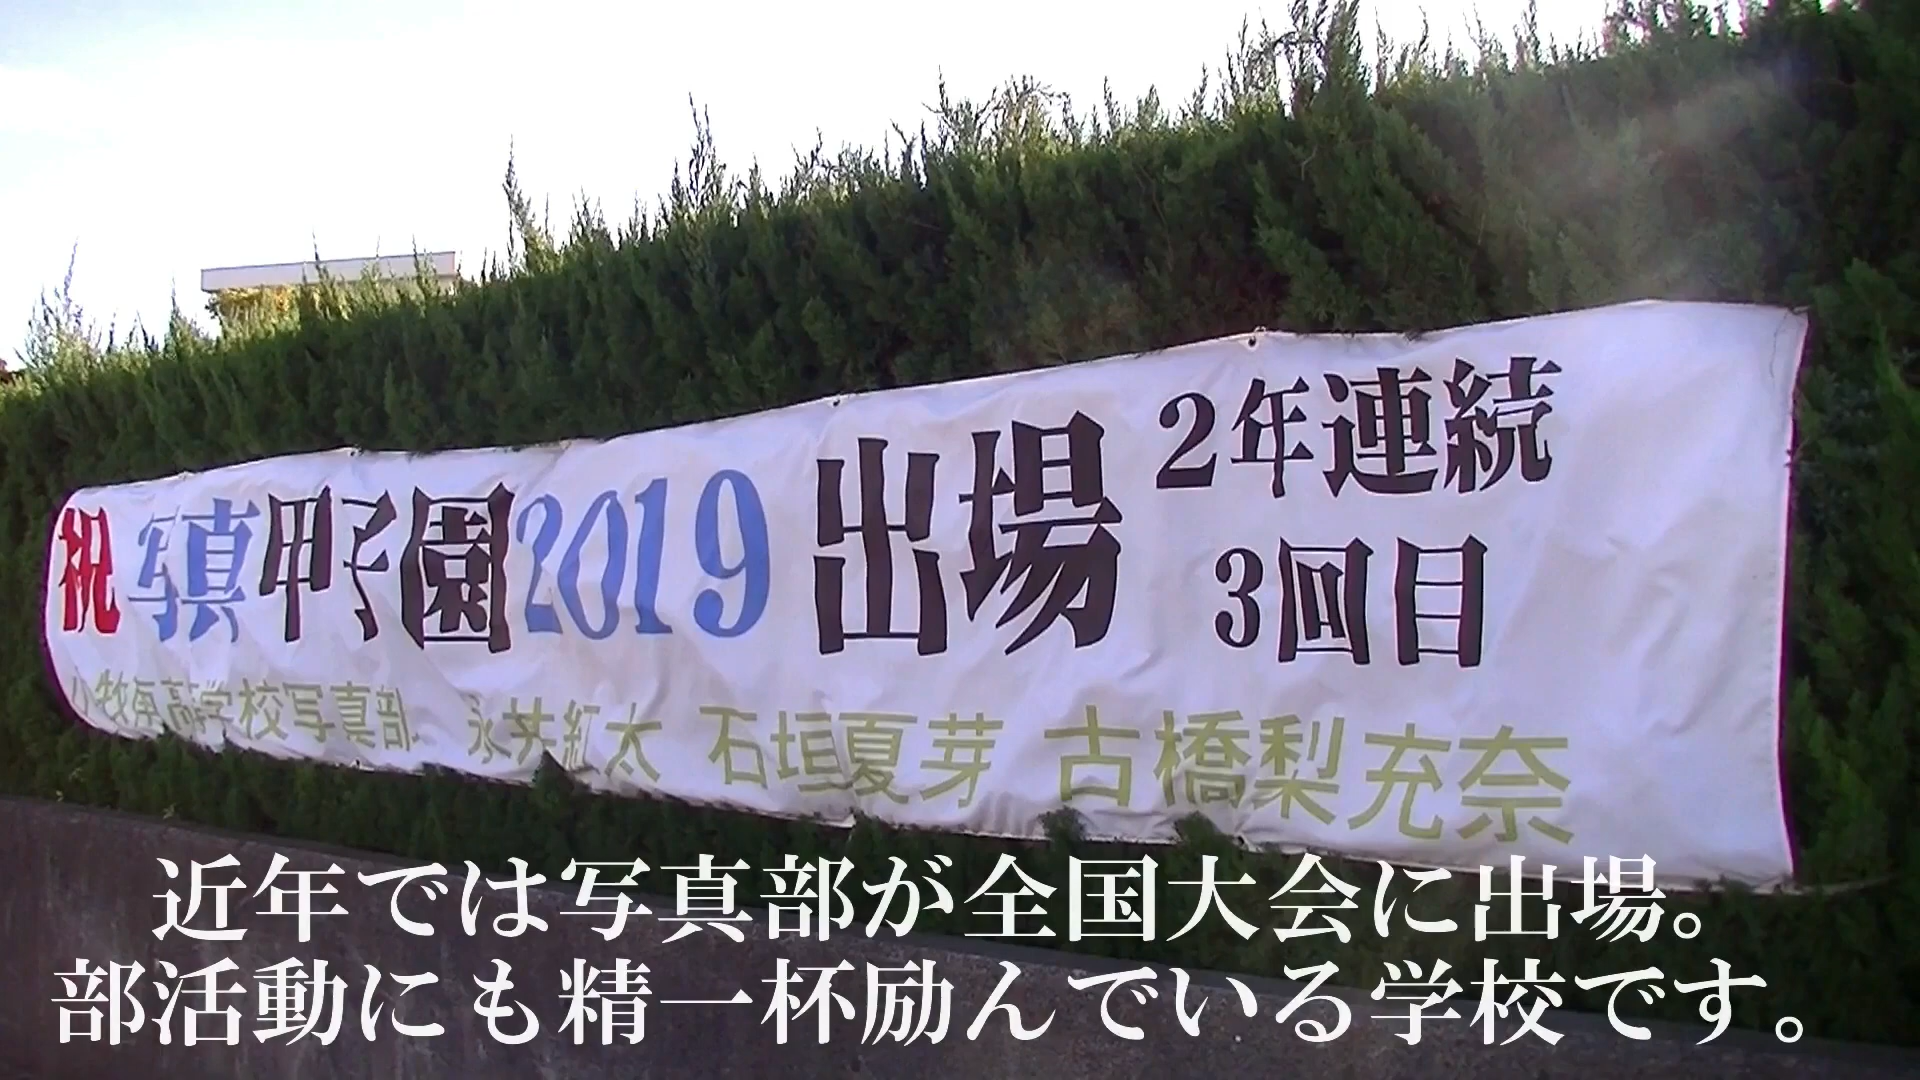 祝 写真甲子園2019 出場 2年連続
3回目
小牧南高等学校写真部 永井紅太 石垣夏芽 古橋梨充奈
近年では写真部が全国大会に出場。
部活動にも精一杯励んでいる学校です。